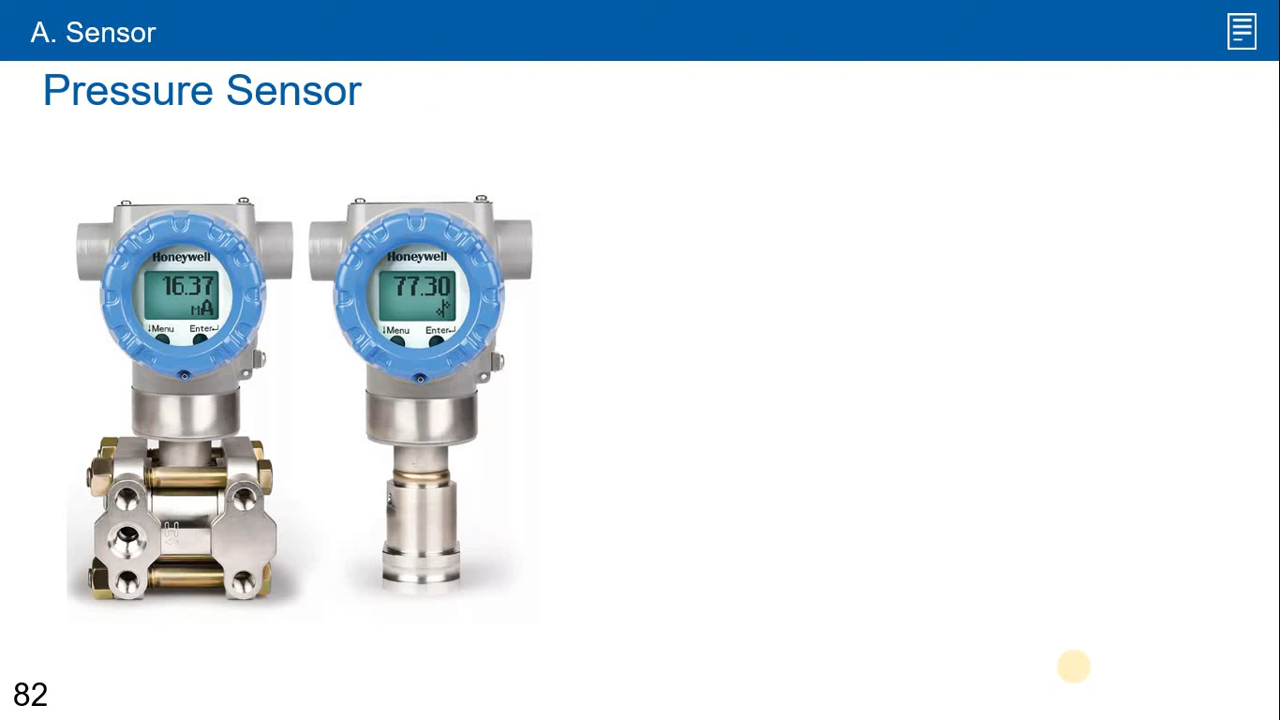 A. Sensor
Pressure Sensor
Honeywell
16.37
mA
↓Menu Enter↵
Honeywell
77.30
↓Menu Enter↵
82